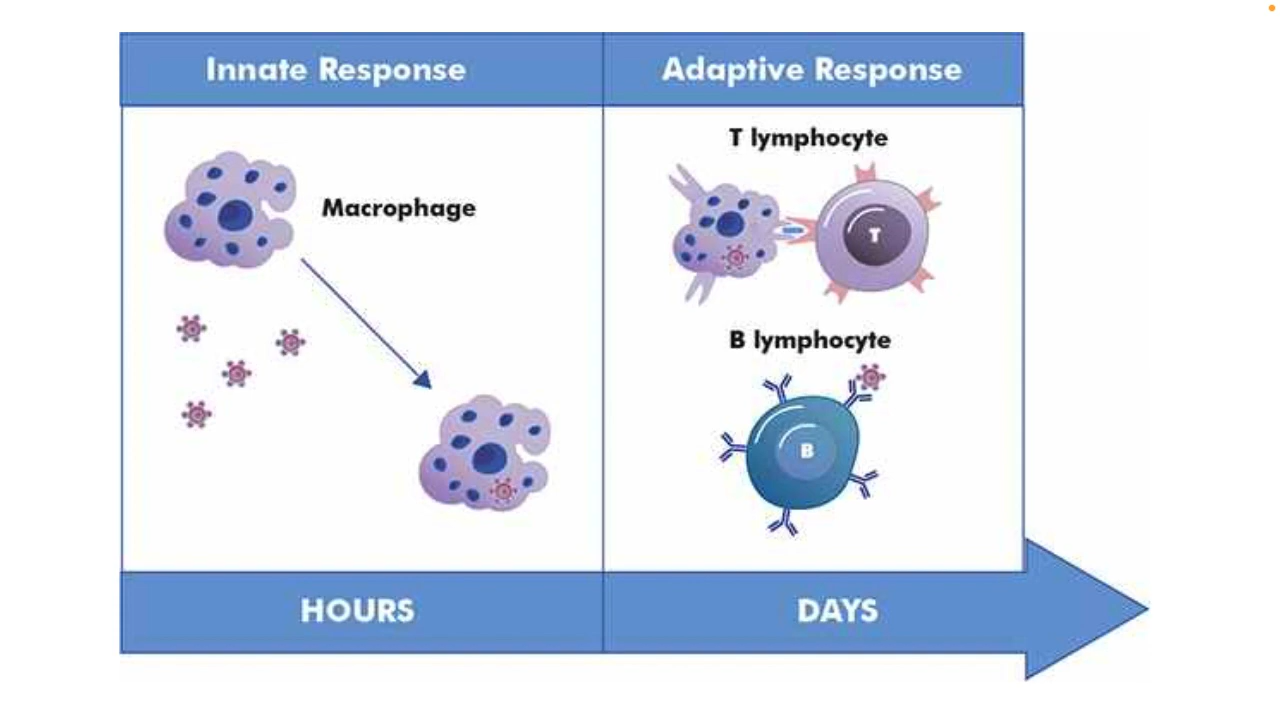 Innate Response
Adaptive Response
Macrophage
T lymphocyte
T
B lymphocyte
B
HOURS
DAYS